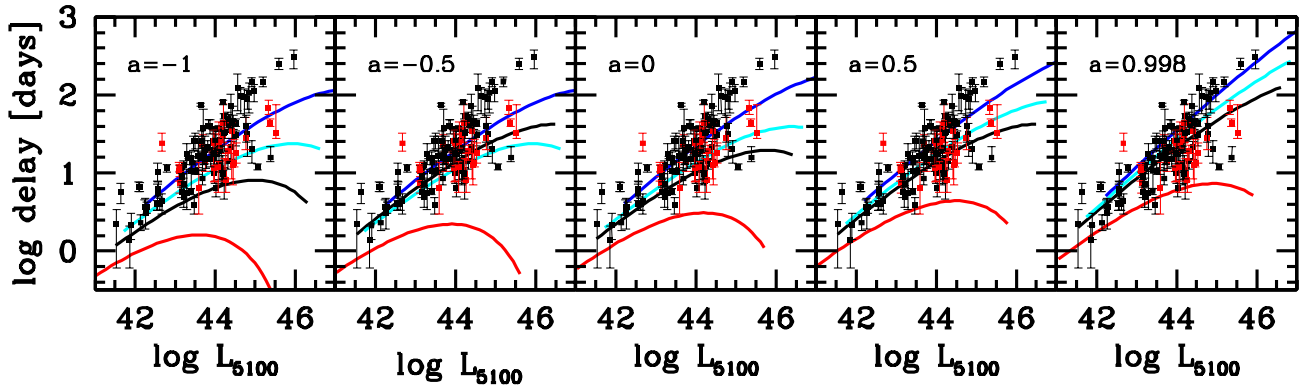 log delay [days]
3
2
1
0
a=−1
a=−0.5
a=0
a=0.5
a=0.998
42 44 46 42 44 46 42 44 46 42 44 46 42 44 46
log L5100 log L5100 log L5100 log L5100 log L5100